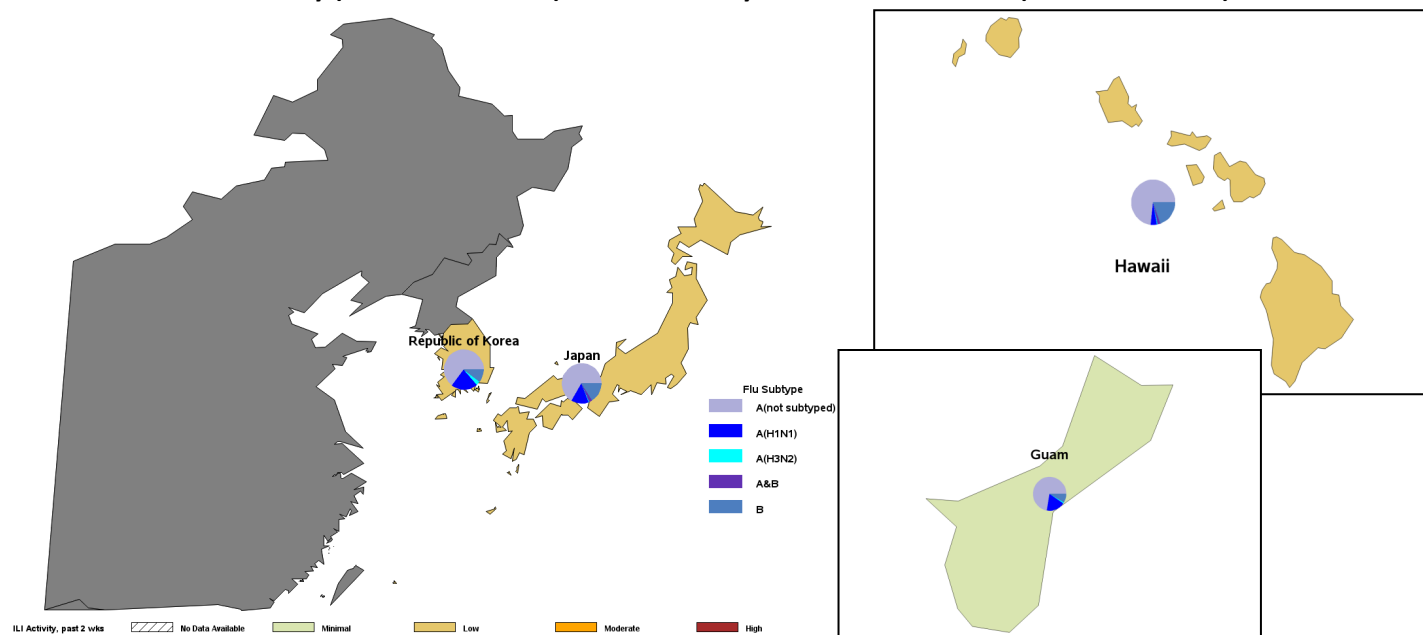 Hawaii
Republic of Korea
Japan
Flu Subtype
A(not subtyped)
A(H1N1)
A(H3N2)
A&B
B
Guam
ILI Activity, past 2 wks
No Data Available
Minimal
Low
Moderate
High